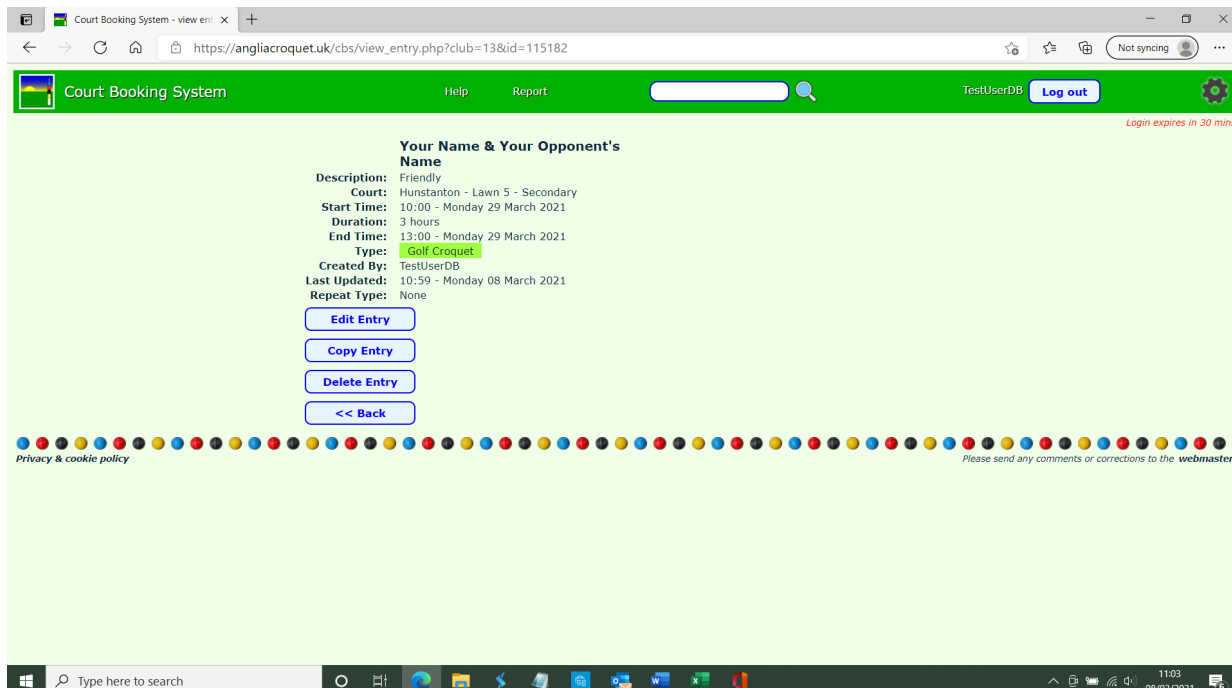 Court Booking System - view ent
https://angliacroquet.uk/cbs/view_entry.php?club=13&id=115182
Not syncing
Court Booking System
Help
Report
TestUserDB
Log out
Login expires in 30 mins
Your Name & Your Opponent's
Name
Description: Friendly
Court: Hunstanton - Lawn 5 - Secondary
Start Time: 10:00 - Monday 29 March 2021
Duration: 3 hours
End Time: 13:00 - Monday 29 March 2021
Type: Golf Croquet
Created By: TestUserDB
Last Updated: 10:59 - Monday 08 March 2021
Repeat Type: None
Edit Entry
Copy Entry
Delete Entry
<< Back
Privacy & cookie policy
Please send any comments or corrections to the webmaster
Type here to search
11:03
08/03/2021